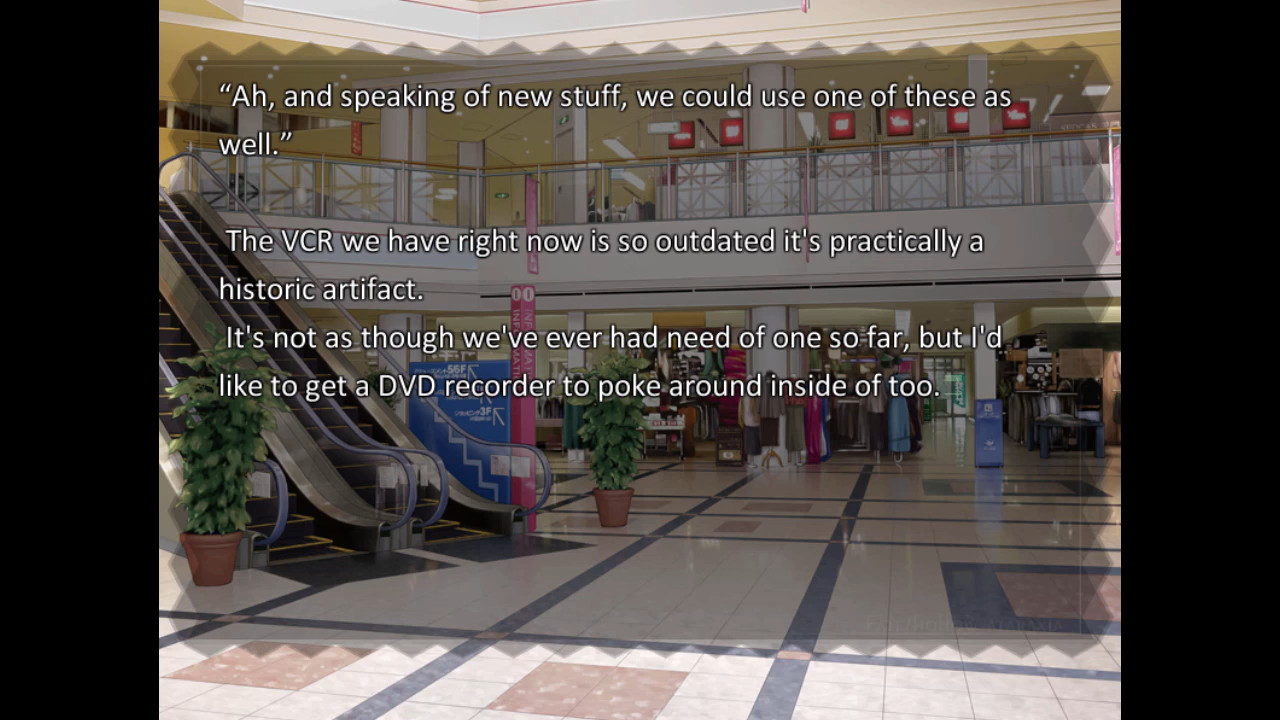 “Ah, and speaking of new stuff, we could use one of these as
well.”
The VCR we have right now is so outdated it's practically a
historic artifact.
It's not as though we've ever had need of one so far, but I'd
like to get a DVD recorder to poke around inside of too.
56F
3F